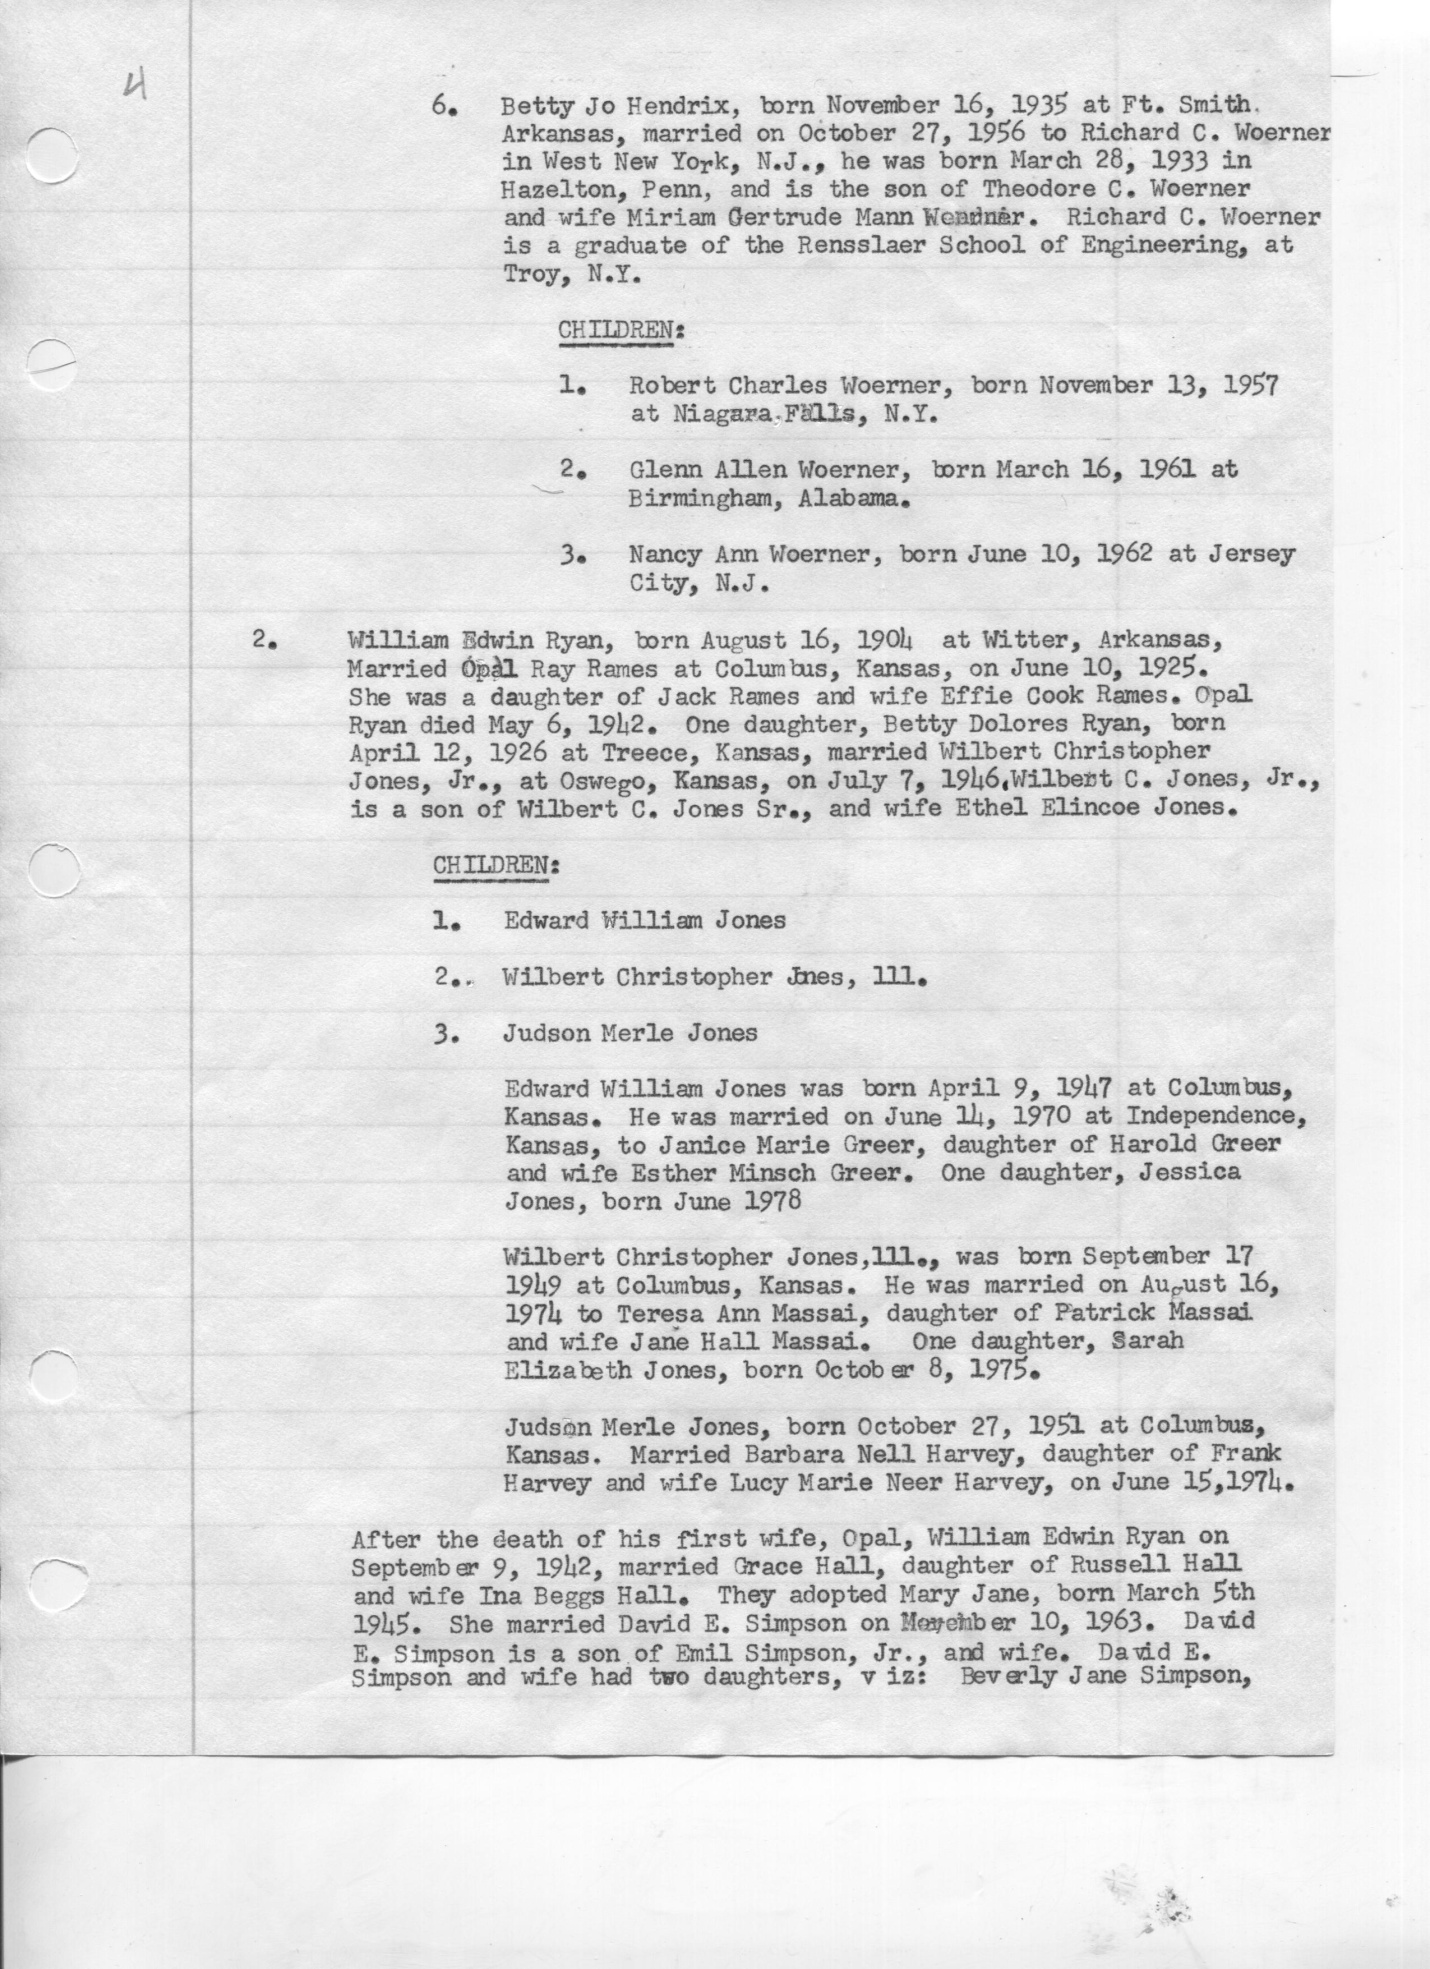 4
6. Betty Jo Hendrix, born November 16, 1935 at Ft. Smith.
Arkansas, married on October 27, 1956 to Richard C. Woerner
in West New York, N.J., he was born March 28, 1933 in
Hazelton, Penn, and is the son of Theodore C. Woerner
and wife Miriam Gertrude Mann. Richard C. Woerner
is a graduate of the Rensslaer School of Engineering, at
Troy, N.Y.
CHILDREN:
1. Robert Charles Woerner, born November 13, 1957
at Niagara Falls, N.Y.
2. Glenn Allen Woerner, born March 16, 1961 at
Birmingham, Alabama.
3. Nancy Ann Woerner, born June 10, 1962 at Jersey
City, N.J.
2. William Edwin Ryan, born August 16, 1904 at Witter, Arkansas,
Married Opal Ray Rames at Columbus, Kansas, on June 10, 1925.
She was a daughter of Jack Rames and wife Effie Cook Rames. Opal
Ryan died May 6, 1942. One daughter, Betty Dolores Ryan, born
April 12, 1926 at Treece, Kansas, married Wilbert Christopher
Jones, Jr., at Oswego, Kansas, on July 7, 1946.Wilbert C. Jones, Jr.,
is a son of Wilbert C. Jones Sr., and wife Ethel Elincoe Jones.
CHILDREN:
1. Edward William Jones
2.. Wilbert Christopher Jnes, lll.
3. Judson Merle Jones
Edward William Jones was born April 9, 1947 at Columbus,
Kansas. He was married on June 14, 1970 at Independence,
Kansas, to Janice Marie Greer, daughter of Harold Greer
and wife Esther Minsch Greer. One daughter, Jessica
Jones, born June 1978
Wilbert Christopher Jones,lll., was born September 17
1949 at Columbus, Kansas. He was married on August 16,
1974 to Teresa Ann Massai, daughter of Patrick Massai
and wife Jane Hall Massai. One daughter, Sarah
Elizabeth Jones, born October 8, 1975.
Judson Merle Jones, born October 27, 1951 at Columbus,
Kansas. Married Barbara Nell Harvey, daughter of Frank
Harvey and wife Lucy Marie Neer Harvey, on June 15,1974.
After the death of his first wife, Opal, William Edwin Ryan on
September 9, 1942, married Grace Hall, daughter of Russell Hall
and wife Ina Beggs Hall. They adopted Mary Jane, born March 5th
1945. She married David E. Simpson on 10, 1963. David
E. Simpson is a son of Emil Simpson, Jr., and wife. David E.
Simpson and wife had two daughters, v iz: Beverly Jane Simpson,